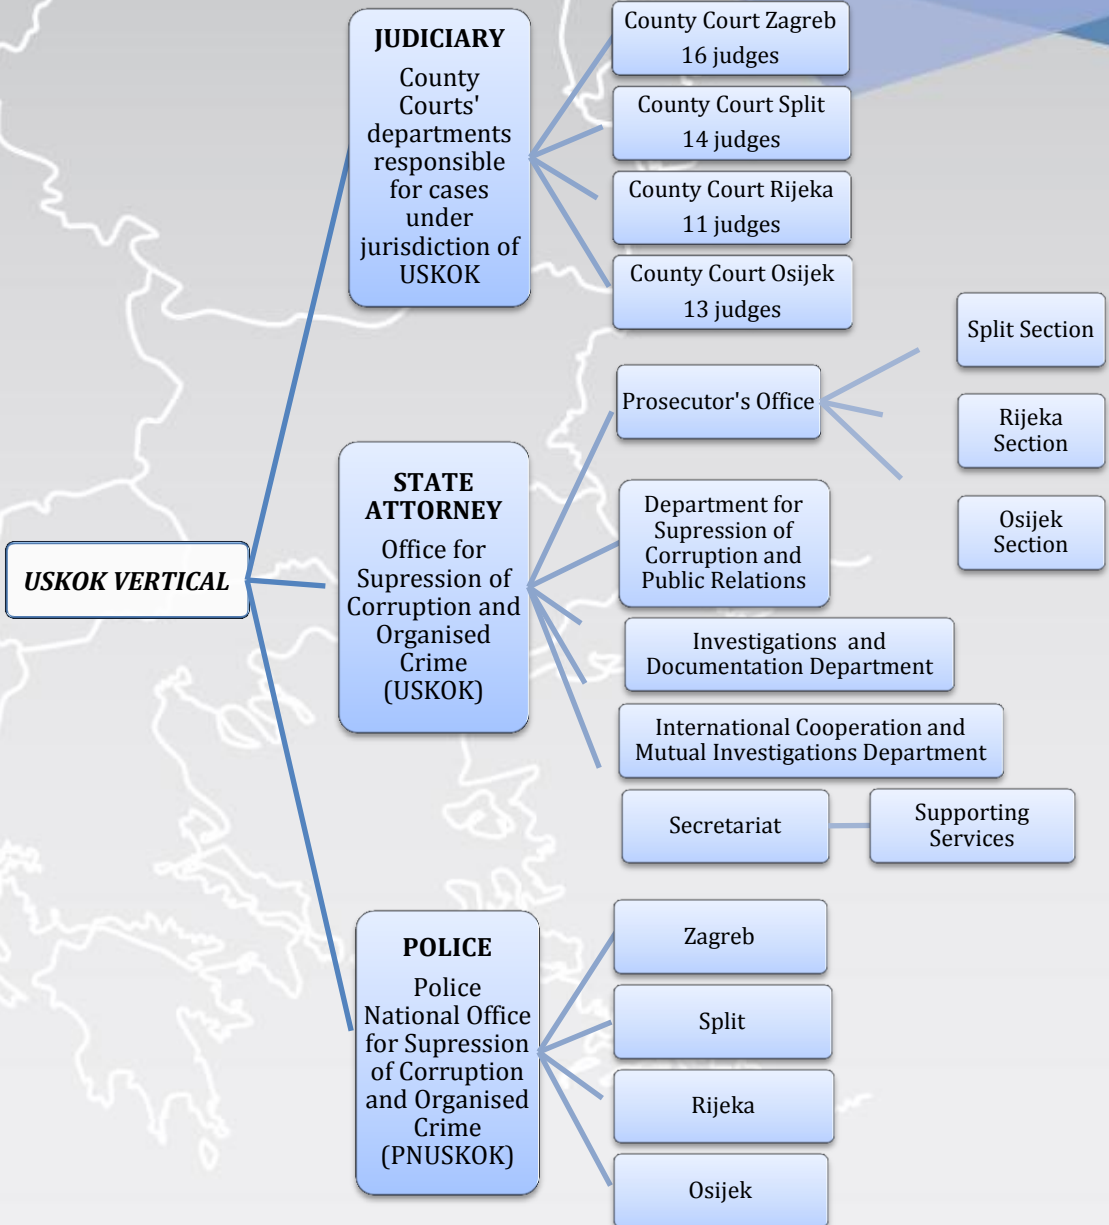 USKOK VERTICAL
JUDICIARY
County
Courts'
departments
responsible
for cases
under
jurisdiction of
USKOK
County Court Zagreb
16 judges
County Court Split
14 judges
County Court Rijeka
11 judges
County Court Osijek
13 judges
STATE
ATTORNEY
Office for
Supression of
Corruption and
Organised
Crime
(USKOK)
Prosecutor's Office
Split Section
Rijeka
Section
Osijek
Section
Department for
Supression of
Corruption and
Public Relations
Investigations and
Documentation Department
International Cooperation and
Mutual Investigations Department
Secretariat
Supporting
Services
POLICE
Police
National Office
for Supression
of Corruption
and Organised
Crime
(PNUSKOK)
Zagreb
Split
Rijeka
Osijek